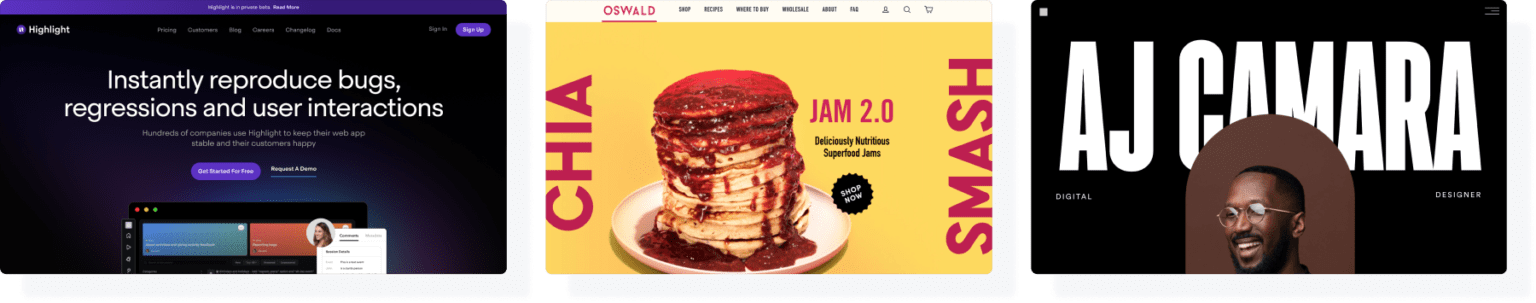 Highlight is in private beta. Read More
Highlight
Pricing Customers Blog Careers Changelog Docs
Sign In Sign Up
Instantly reproduce bugs,
regressions and user interactions
Hundreds of companies use Highlight to keep their web app
stable and their customers happy
Get Started For Free Request A Demo
Comments
Session Details
OSWALD
SHOP RECIPES WHERE TO BUY WHOLESALE ABOUT FAQ
CHIA
SMASH
JAM 2.0
Deliciously Nutritious
Superfood Jams
SHOP
NOW
AJ CAMARA
DIGITAL
DESIGNER